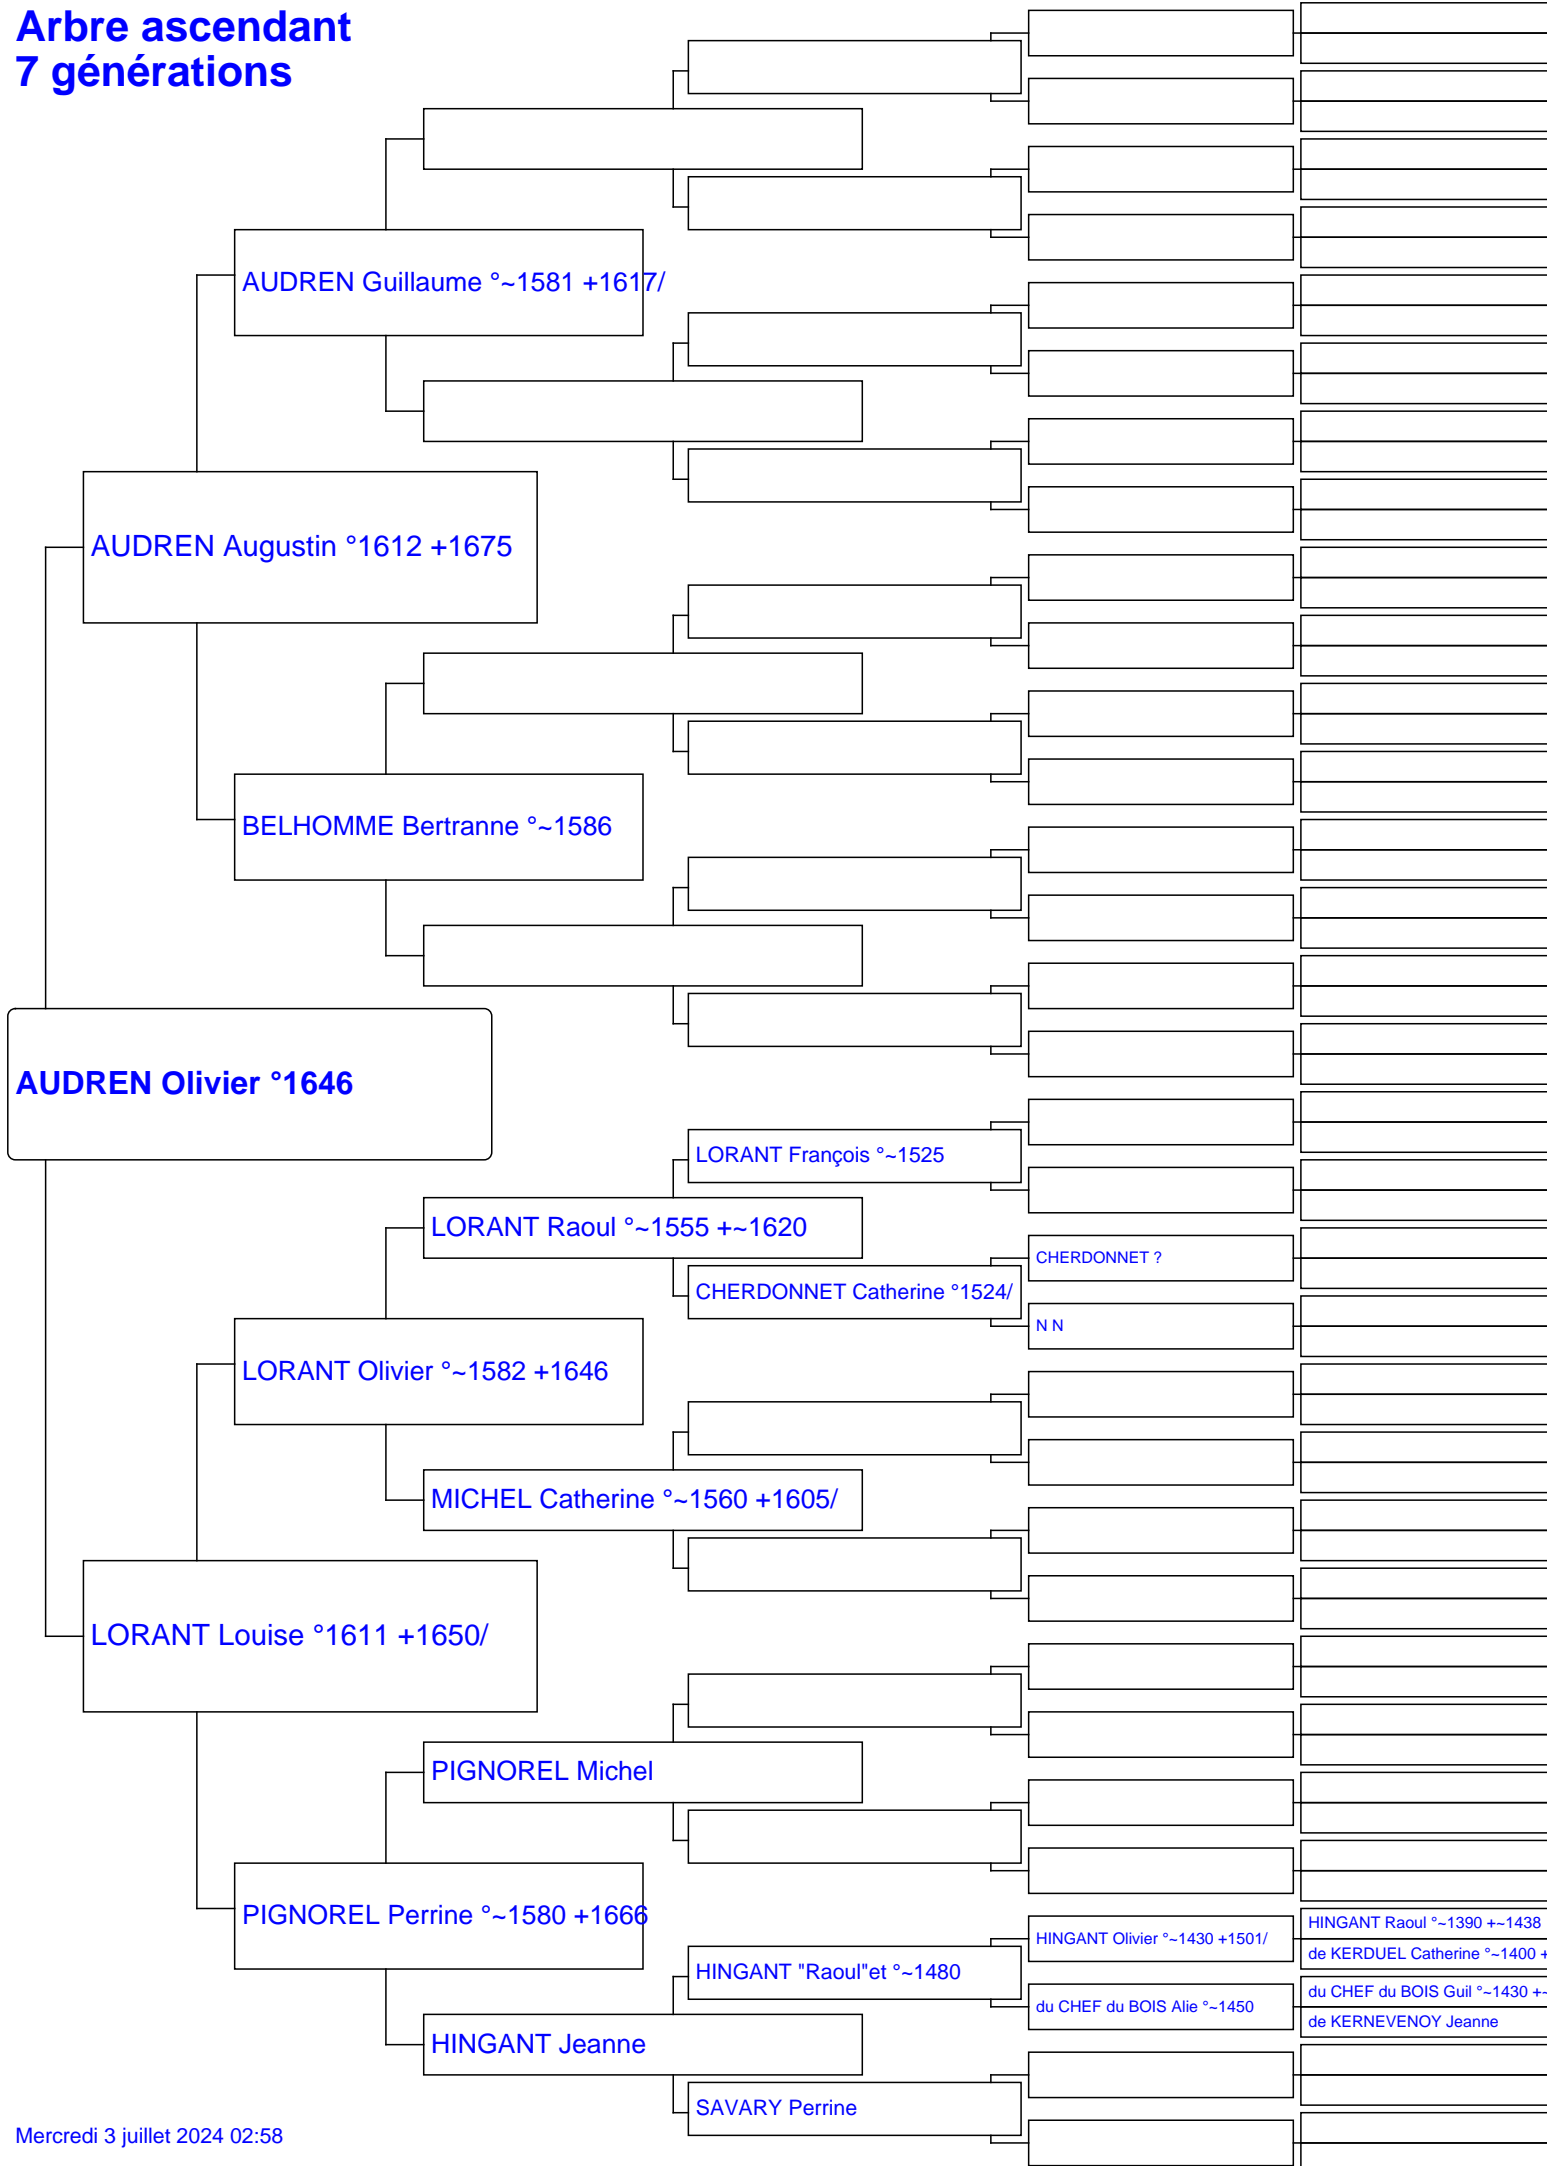 Arbre ascendant
7 générations
AUDREN Guillaume °~1581 +1617/
AUDREN Augustin °1612 +1675
BELHOMME Bertranne °~1586
AUDREN Olivier °1646
LORANT François °~1525
LORANT Raoul °~1555 +~1620
CHERDONNET ?
CHERDONNET Catherine °1524/
N N
LORANT Olivier °~1582 +1646
MICHEL Catherine °~1560 +1605/
LORANT Louise °1611 +1650/
PIGNOREL Michel
PIGNOREL Perrine °~1580 +1666
HINGANT Raoul °~1390 +~1438
HINGANT Olivier °~1430 +1501/
de KERDUEL Catherine °~1400 +
HINGANT "Raoul"et °~1480
du CHEF du BOIS Guil °~1430 +~
du CHEF du BOIS Alie °~1450
de KERNEVENOY Jeanne
HINGANT Jeanne
SAVARY Perrine
Mercredi 3 juillet 2024 02:58